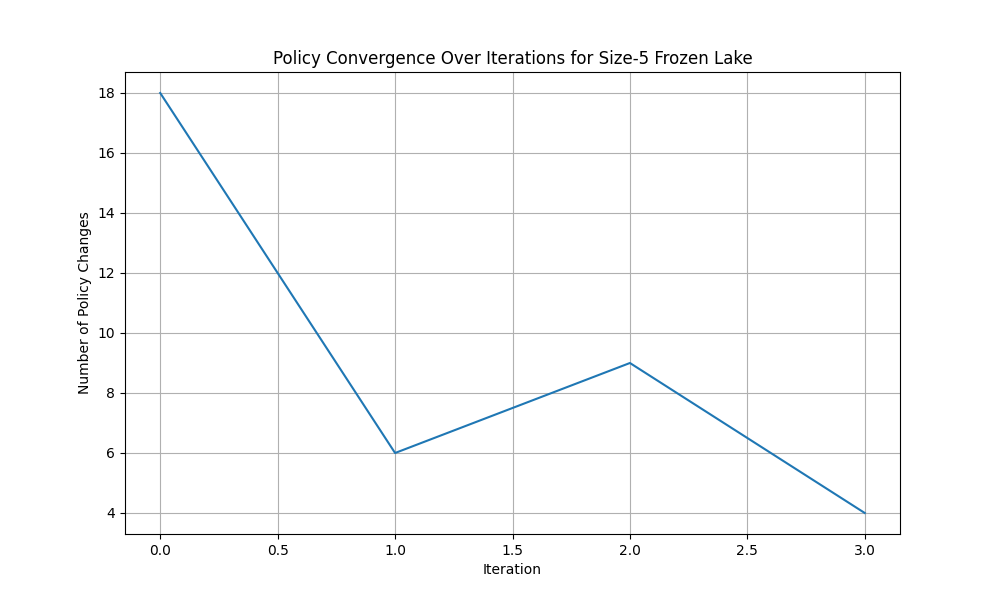 Policy Convergence Over Iterations for Size-5 Frozen Lake
Number of Policy Changes
18
16
14
12
10
8
6
4
0.0 0.5 1.0 1.5 2.0 2.5 3.0
Iteration